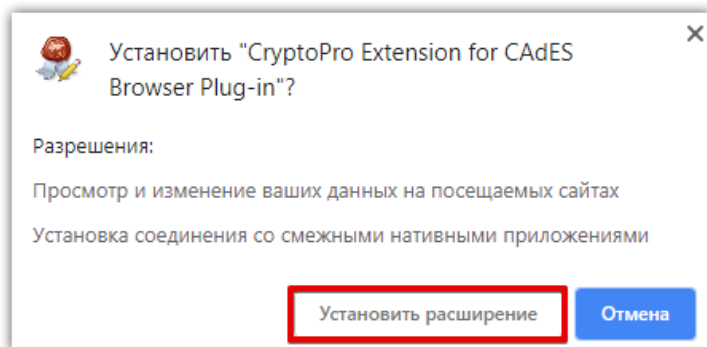 Установить "CryptoPro Extension for CAdES
Browser Plug-in"?
Разрешения:
Просмотр и изменение ваших данных на посещаемых сайтах
Установка соединения со смежными нативными приложениями
Установить расширение
Отмена